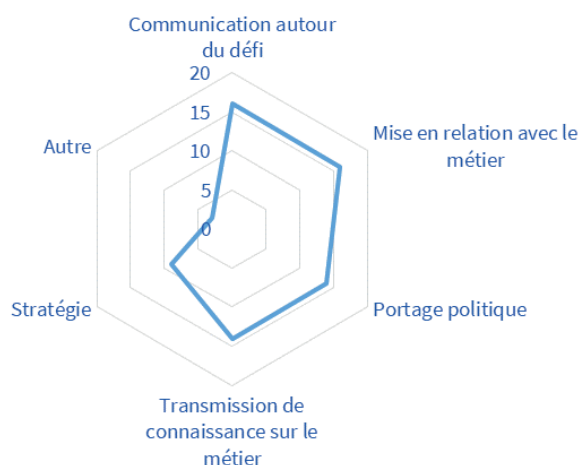 Communication autour
du défi
20
15
10
5
0
Mise en relation avec le
métier
Portage politique
Transmission de
connaissance sur le
métier
Stratégie
Autre